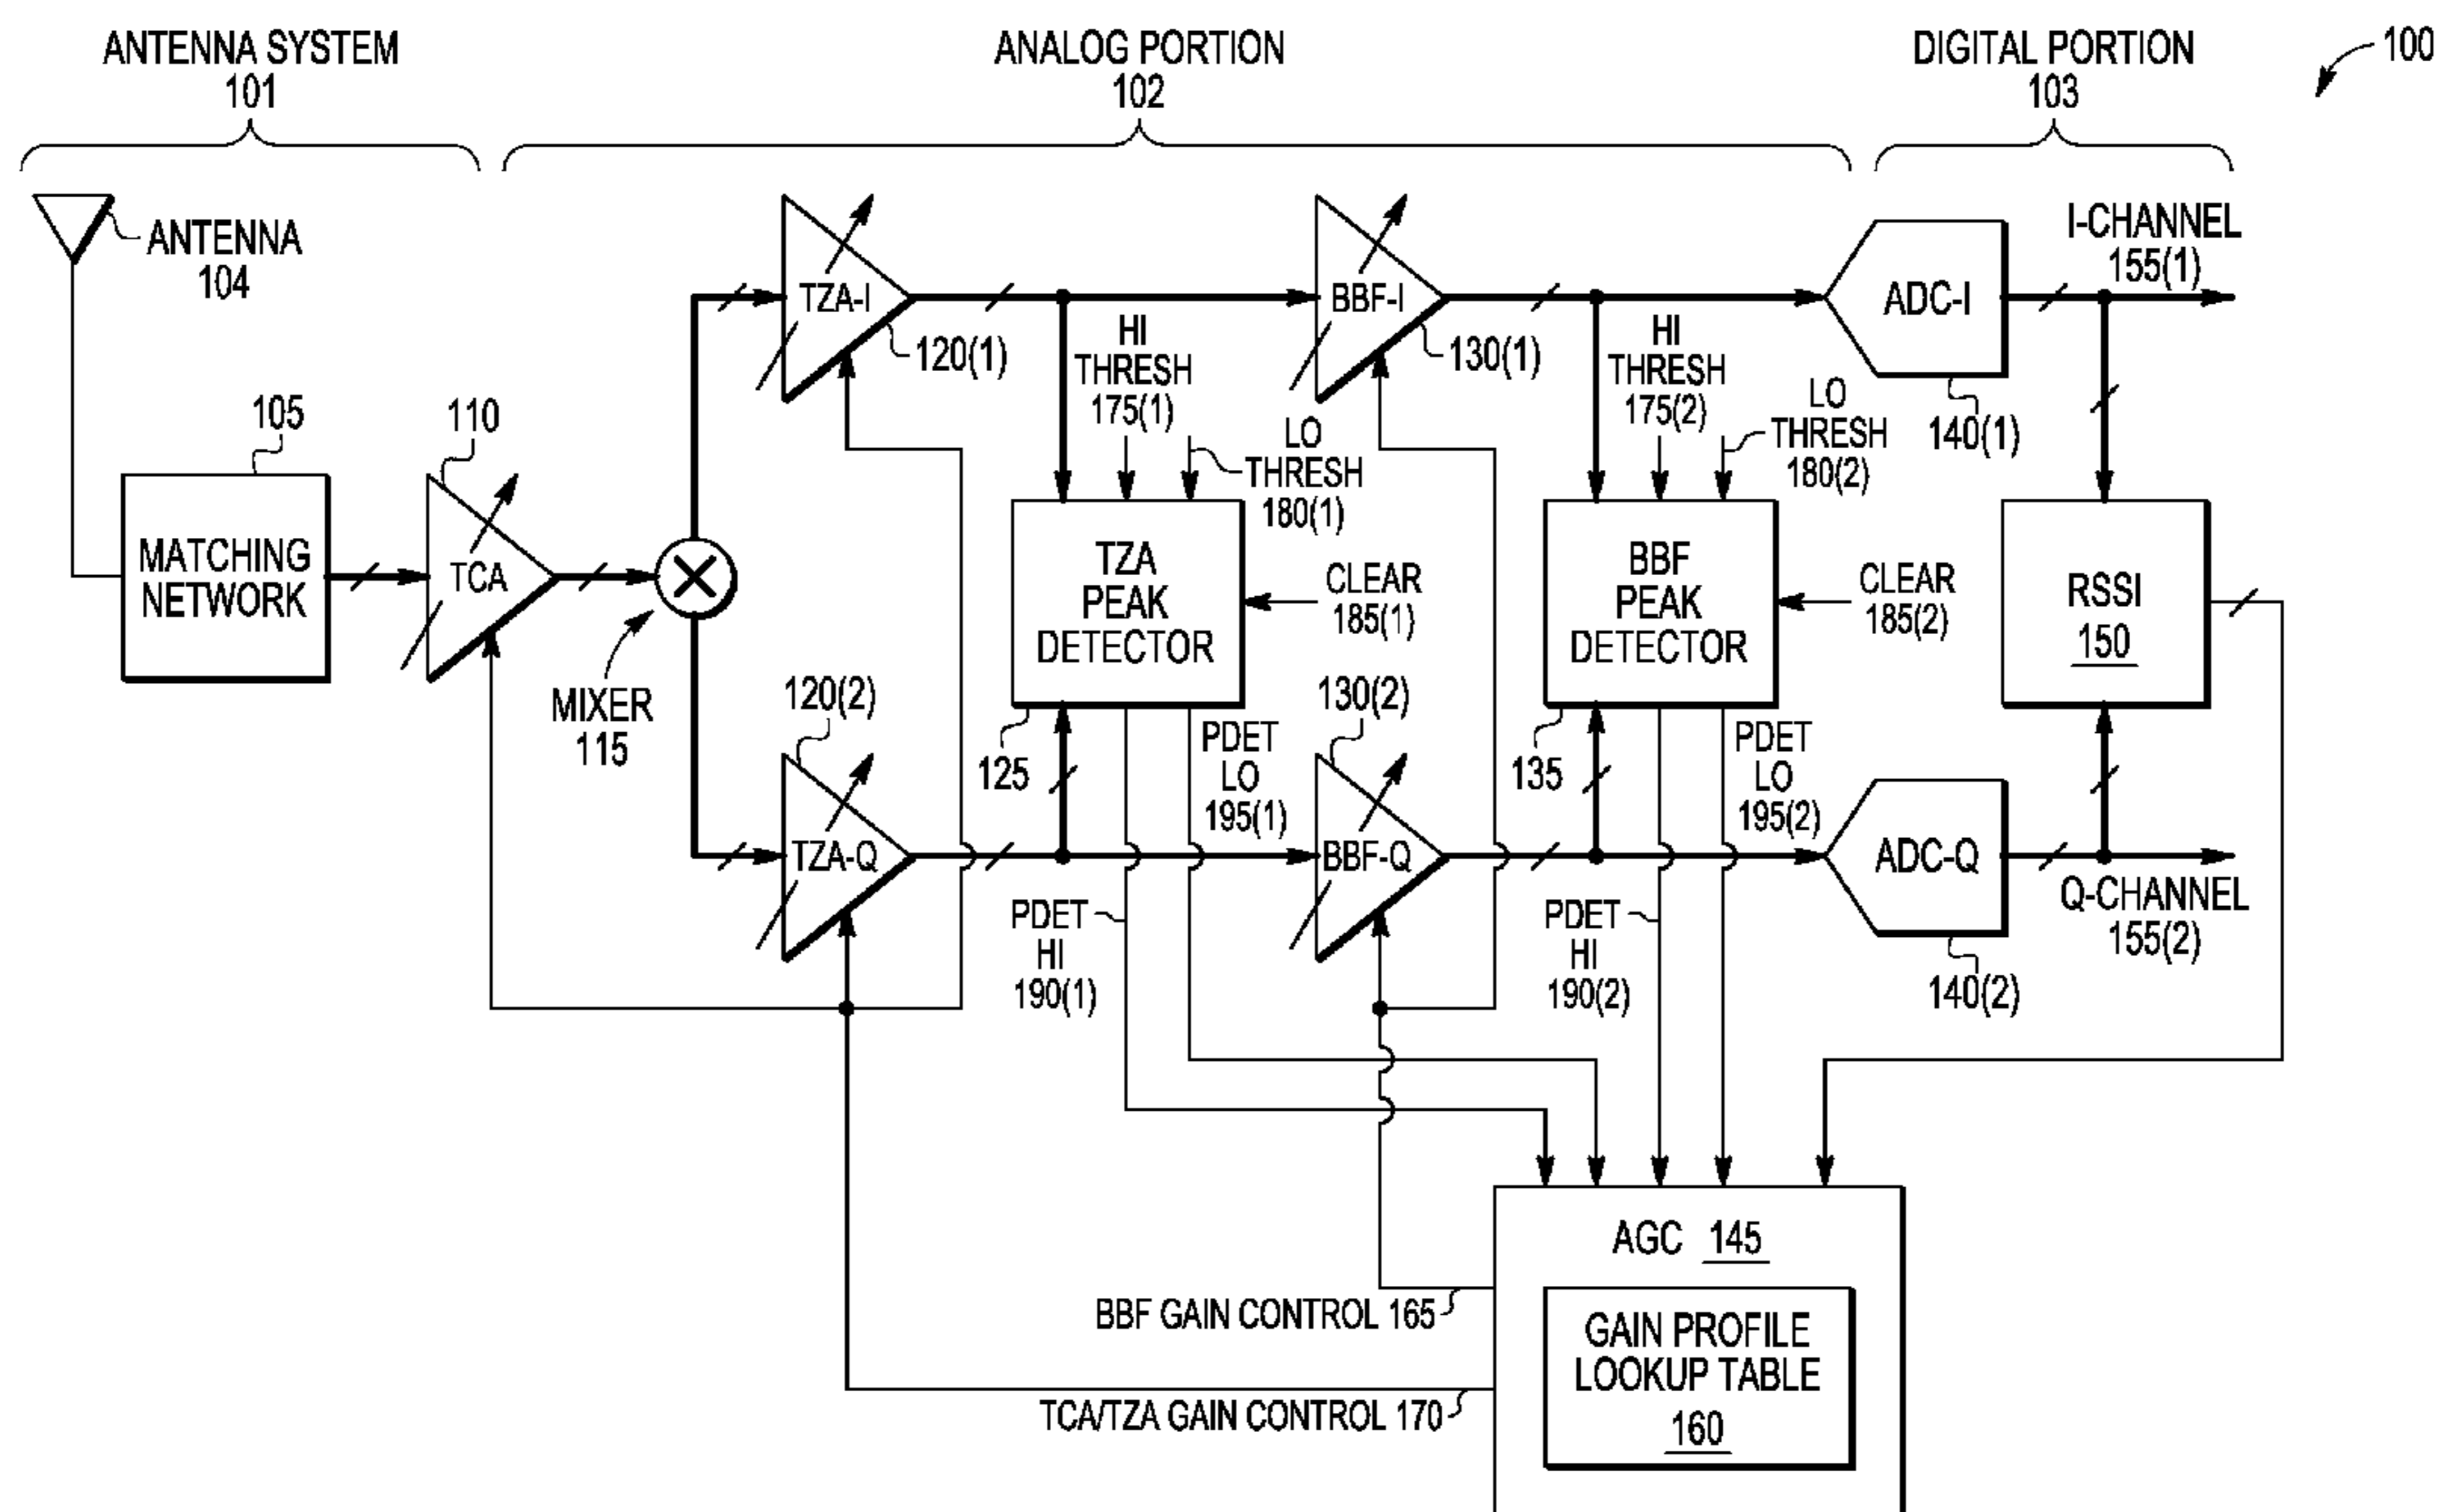 ANTENNA SYSTEM
101
ANALOG PORTION
102
DIGITAL PORTION
103
100
ANTENNA
104
TZA-I
120(1)
HI
THRESH
175(1)
LO
THRESH
180(1)
BBF-I
130(1)
HI
THRESH
175(2)
LO
THRESH
180(2)
ADC-I
140(1)
I-CHANNEL
155(1)
105
MATCHING
NETWORK
110
TCA
MIXER
115
TZA
PEAK
DETECTOR
125
CLEAR
185(1)
BBF
PEAK
DETECTOR
135
CLEAR
185(2)
RSSI
150
120(2)
TZA-Q
PDET
LO
195(1)
130(2)
BBF-Q
PDET
LO
195(2)
ADC-Q
140(2)
Q-CHANNEL
155(2)
PDET
HI
190(1)
PDET
HI
190(2)
AGC 145
BBF GAIN CONTROL 165
GAIN PROFILE
LOOKUP TABLE
160
TCA/TZA GAIN CONTROL 170